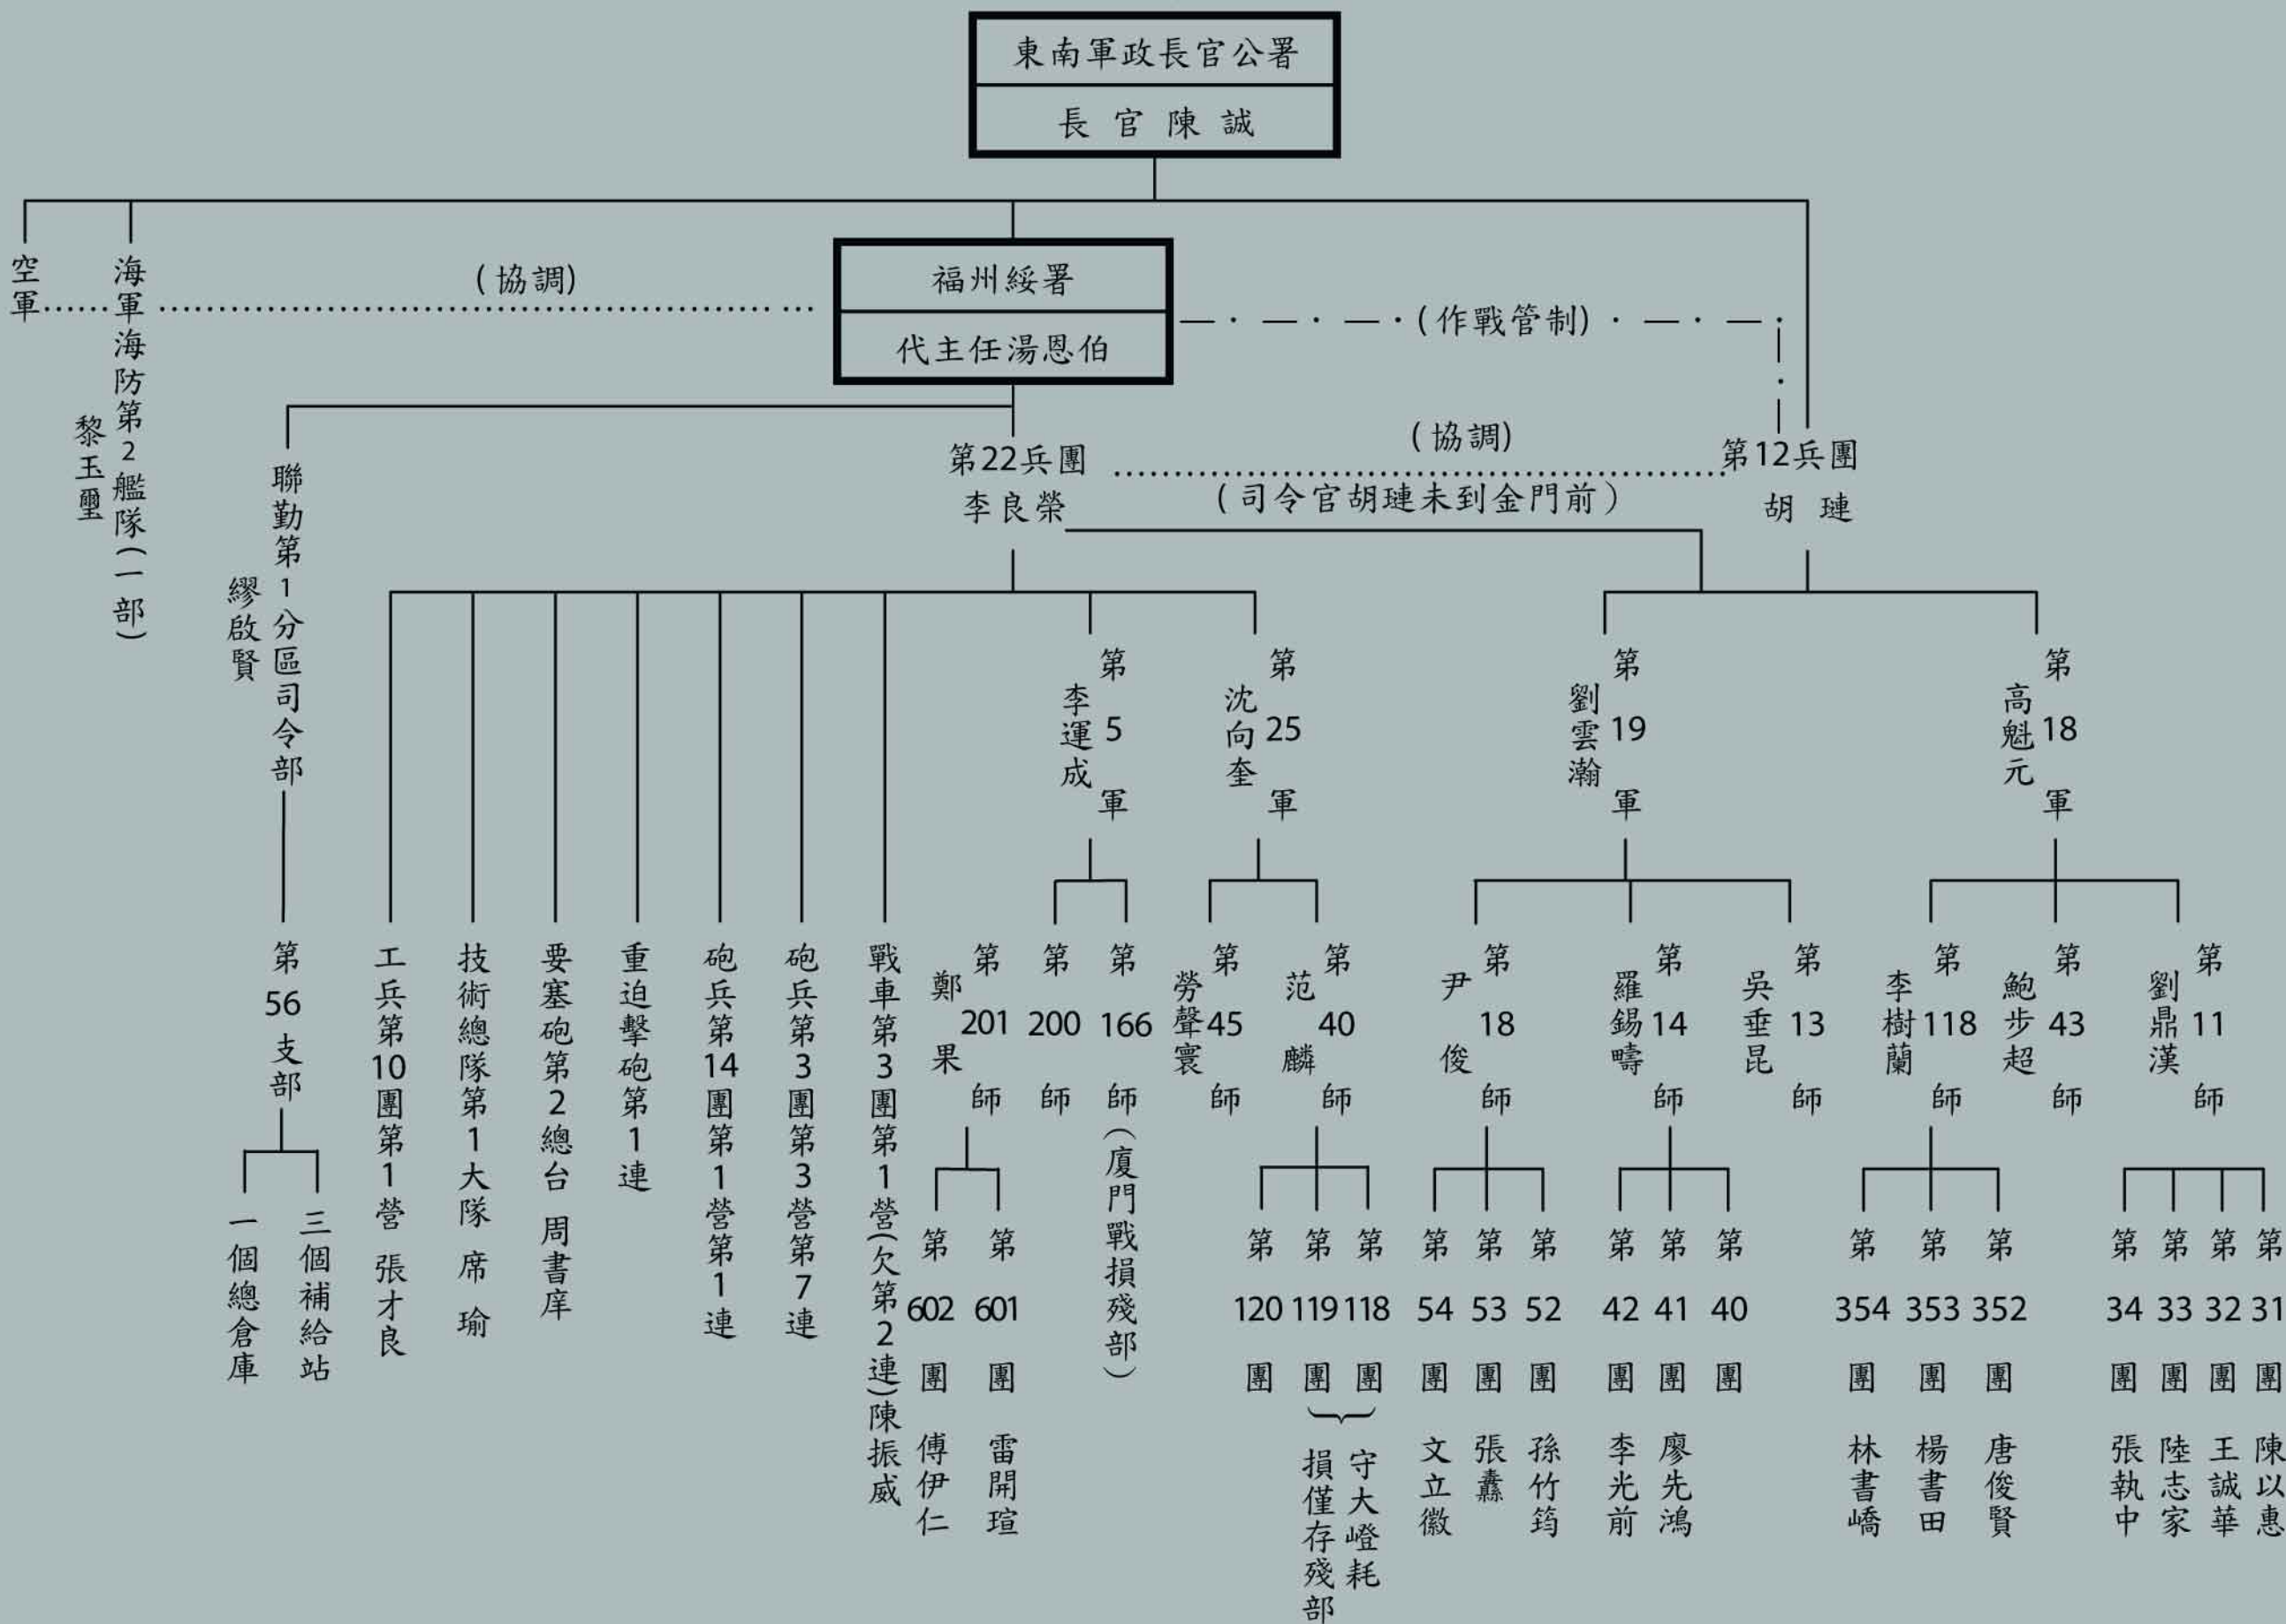 東南軍政長官公署
長官陳誠
空軍
海軍海防第2艦隊(一部)
黎玉璽
(協調)
福州綏署
代主任湯恩伯
(作戰管制)
聯勤第1分區司令部
繆啟賢
第22兵團
李良榮
(協調)
(司令官胡璉未到金門前)
第12兵團
胡璉
第5軍
李運成
第25軍
沈向奎
第19軍
劉雲瀚
第18軍
高魁元
第56支部
一個總倉庫
三個補給站
工兵第10團第1營 張才良
技術總隊第1大隊 席瑜
要塞砲第2總台 周書庠
重迫擊砲第1連
砲兵第14團第1營第1連
砲兵第3團第3營第7連
戰車第3團第1營(欠第2連)陳振威
第201師
鄭果
第200師
第166師(廈門戰損殘部)
第45師
勞聲寰
第40師
范麟
第18師
尹俊
第14師
羅錫疇
第13師
吳垂昆
第118師
李樹蘭
第43師
鮑步超
第11師
劉鼎漢
第602團 傅伊仁
第601團 雷開瑄
第120團
第119團
第118團
守大嶝耗
損僅存殘部
第54團 文立徽
第53團 張纛
第52團 孫竹筠
第42團 李光前
第41團 廖先鴻
第40團
第354團 林書嶠
第353團 楊書田
第352團 唐俊賢
第34團 張執中
第33團 陸志家
第32團 王誠華
第31團 陳以惠